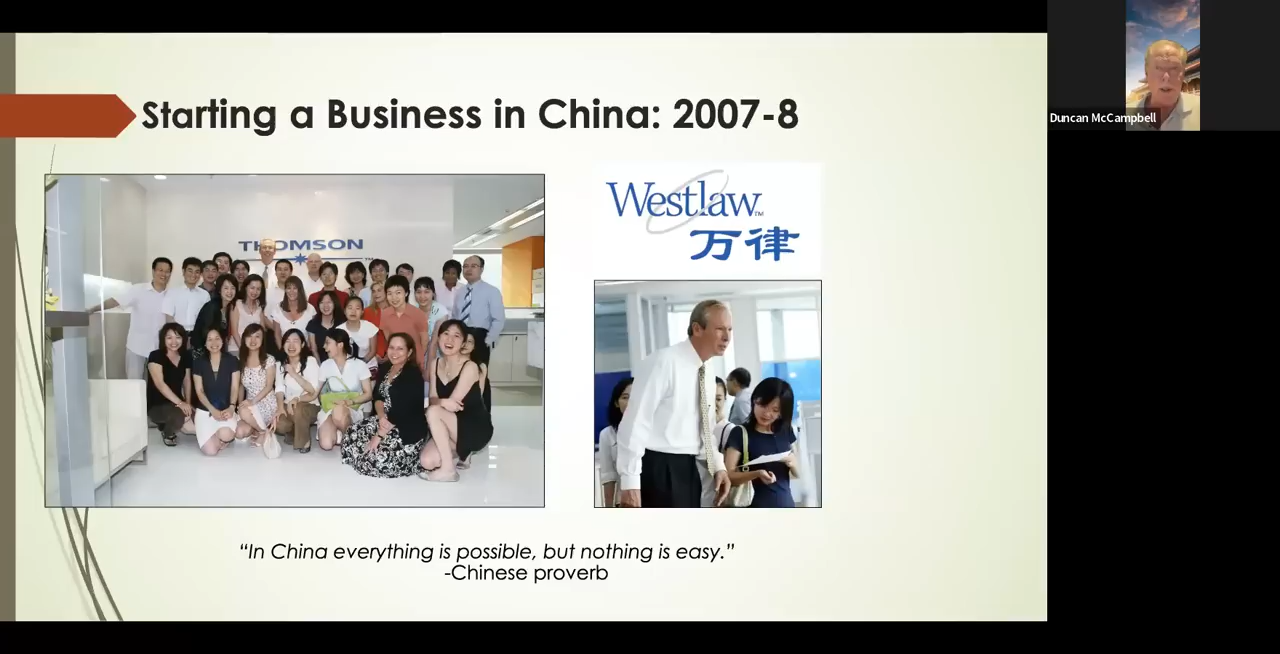 Starting a Business in China: 2007-8
THOMSON
Westlaw™
万律
“In China everything is possible, but nothing is easy.”
-Chinese proverb
Duncan McCampbell